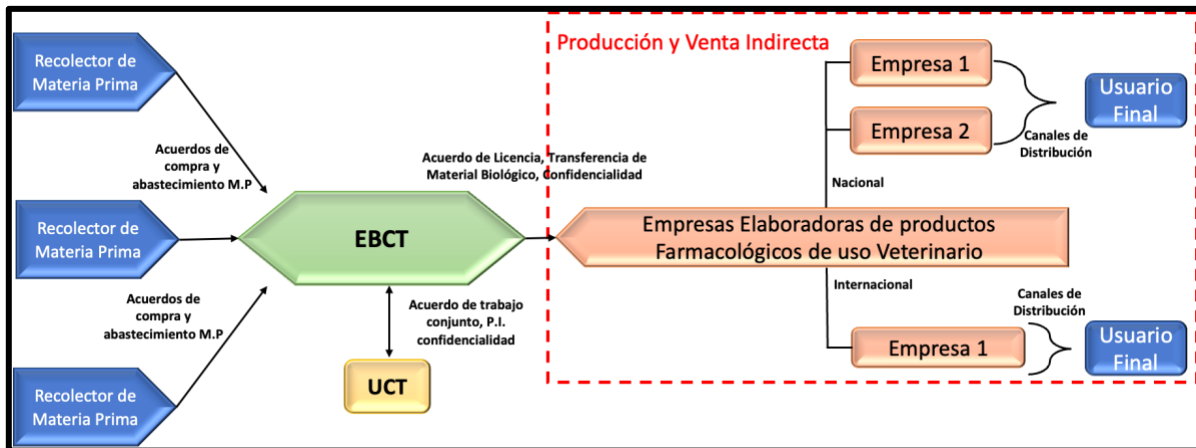 Recolector de
Materia Prima
Acuerdos de
compra y
abastecimiento M.P
Recolector de
Materia Prima
Acuerdos de
compra y
abastecimiento M.P
Recolector de
Materia Prima
EBCT
Acuerdo de trabajo
conjunto, P.I.
confidencialidad
UCT
Acuerdo de Licencia, Transferencia de
Material Biológico, Confidencialidad
Producción y Venta Indirecta
Empresa 1
Empresa 2
Canales de
Distribución
Usuario
Final
Nacional
Empresas Elaboradoras de productos
Farmacológicos de uso Veterinario
Internacional
Empresa 1
Canales de
Distribución
Usuario
Final